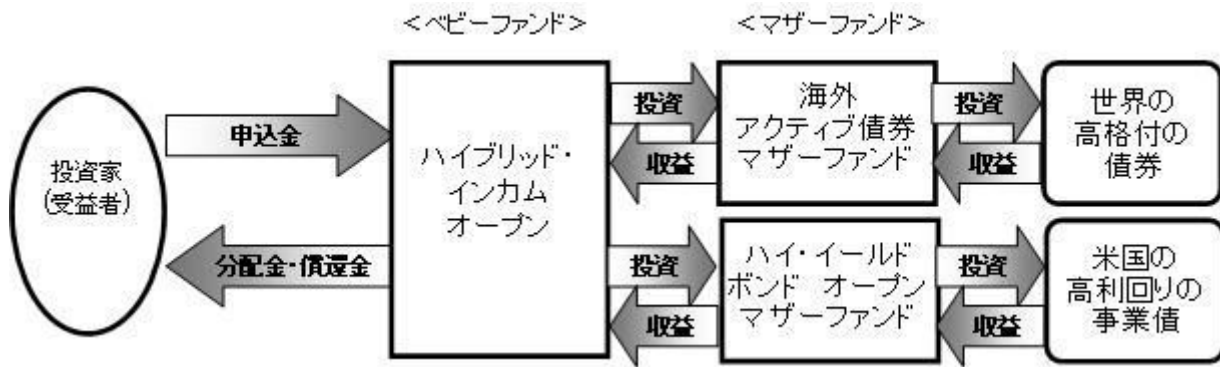 ＜ベビーファンド＞
＜マザーファンド＞
投資家
(受益者)
申込金
分配金・償還金
ハイブリッド・
インカム
オープン
投資
収益
海外
アクティブ債券
マザーファンド
投資
収益
世界の
高格付の
債券
投資
収益
ハイ・イールド
ボンド オープン
マザーファンド
投資
収益
米国の
高利回りの
事業債